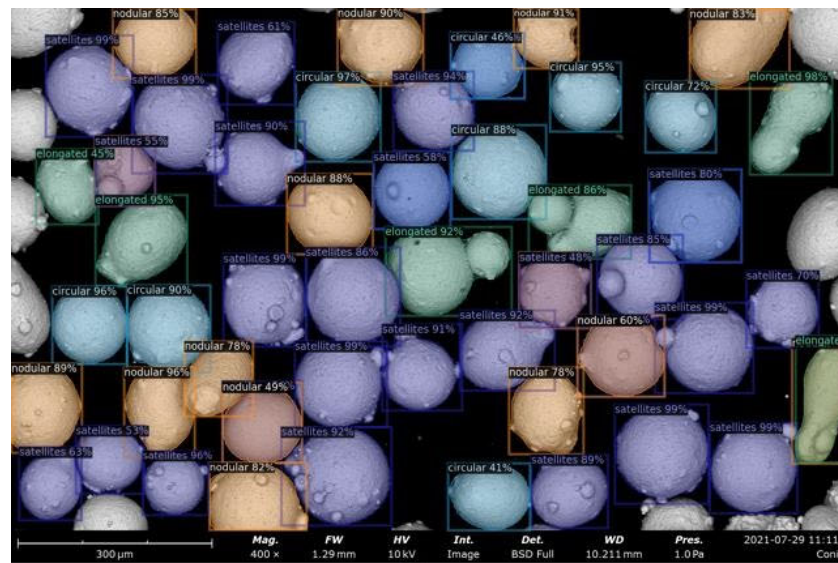 nodular 85%
nodular 90%
nodular 91%
nodular 83%
satellites 61%
satellites 99%
circular 46%
satellites 99%
circular 97%
satellites 94%
circular 95%
circular 72%
elongated 98%
satellites 90%
circular 88%
satellites 55%
elongated 45%
satellites 58%
nodular 88%
elongated 86%
satellites 80%
elongated 95%
elongated 92%
satellites 99%
satellites 86%
satellites 48%
satellites 85%
satellites 70%
circular 96%
circular 90%
satellites 92%
satellites 99%
satellites 91%
nodular 60%
nodular 78%
satellites 99%
elongated
nodular 89%
nodular 96%
nodular 49%
nodular 78%
satellites 53%
satellites 92%
satellites 99%
satellites 99%
satellites 63%
satellites 96%
nodular 82%
circular 41%
satellites 89%
Mag. FW HV Int. Det. WD Pres. 2021-07-29 11:11
300 µm 400 × 1.29 mm 10 kV Image BSD Full 10.211 mm 1.0 Pa Coni